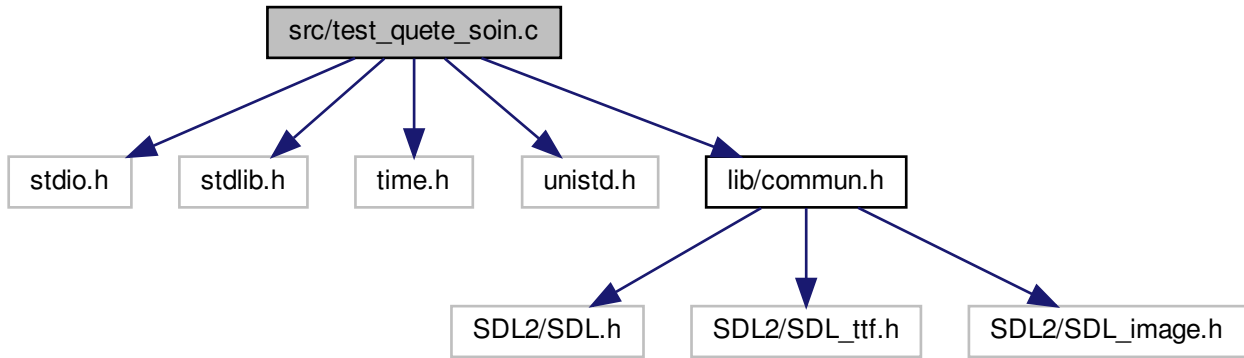 src/test_quete_soin.c
stdio.h
stdlib.h
time.h
unistd.h
lib/commun.h
SDL2/SDL.h
SDL2/SDL_ttf.h
SDL2/SDL_image.h